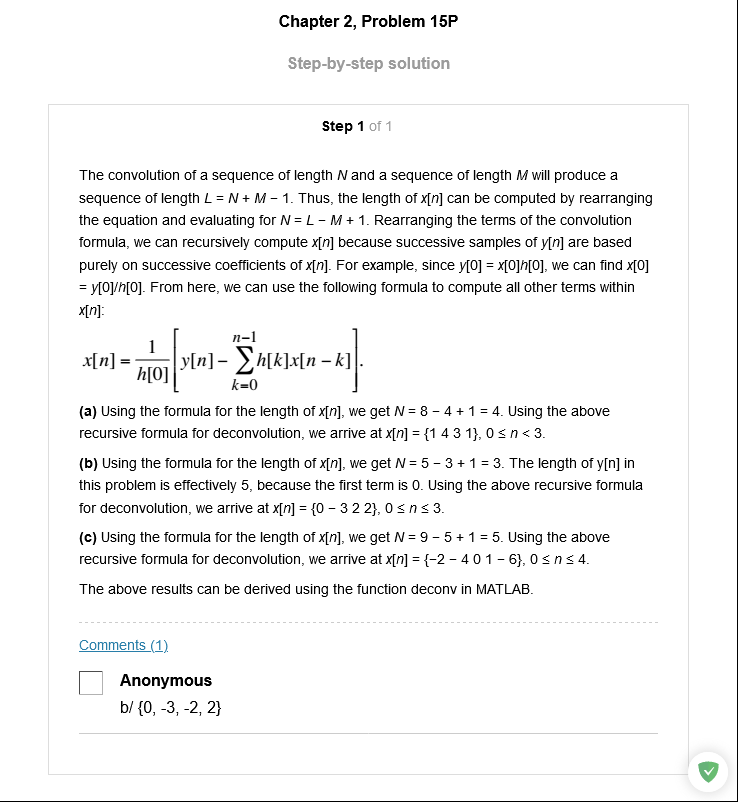 Chapter 2, Problem 15P
Step-by-step solution
Step 1 of 1
The convolution of a sequence of length N and a sequence of length M will produce a
sequence of length L = N + M − 1. Thus, the length of x[n] can be computed by rearranging
the equation and evaluating for N = L − M + 1. Rearranging the terms of the convolution
formula, we can recursively compute x[n] because successive samples of y[n] are based
purely on successive coefficients of x[n]. For example, since y[0] = x[0]h[0], we can find x[0]
= y[0]/h[0]. From here, we can use the following formula to compute all other terms within
x[n]:
x[n] = 1/h[0] [y[n] − n−1 ∑ k=0 h[k]x[n − k]].
(a) Using the formula for the length of x[n], we get N = 8 − 4 + 1 = 4. Using the above
recursive formula for deconvolution, we arrive at x[n] = {1 4 3 1}, 0 ≤ n < 3.
(b) Using the formula for the length of x[n], we get N = 5 − 3 + 1 = 3. The length of y[n] in
this problem is effectively 5, because the first term is 0. Using the above recursive formula
for deconvolution, we arrive at x[n] = {0 − 3 2 2}, 0 ≤ n ≤ 3.
(c) Using the formula for the length of x[n], we get N = 9 − 5 + 1 = 5. Using the above
recursive formula for deconvolution, we arrive at x[n] = {−2 − 4 0 1 − 6}, 0 ≤ n ≤ 4.
The above results can be derived using the function deconv in MATLAB.
Comments (1)
Anonymous
b/ {0, -3, -2, 2}